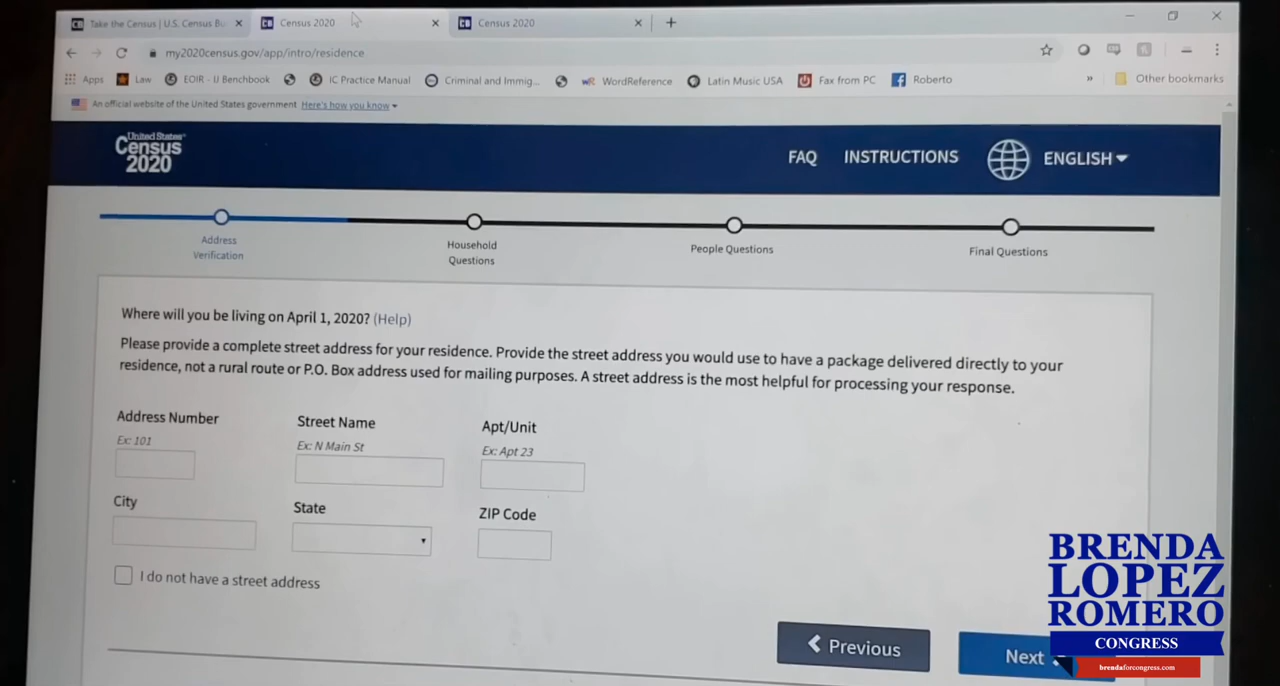 Take the Census | U.S. Census Bu
Census 2020
Census 2020
my2020census.gov/app/intro/residence
Apps
Law
EOIR - IJ Benchbook
IC Practice Manual
Criminal and Immig...
WordReference
Latin Music USA
Fax from PC
Roberto
»
Other bookmarks
An official website of the United States government Here's how you know
United States®
Census
2020
FAQ
INSTRUCTIONS
ENGLISH
Address
Verification
Household
Questions
People Questions
Final Questions
Where will you be living on April 1, 2020? (Help)
Please provide a complete street address for your residence. Provide the street address you would use to have a package delivered directly to your
residence, not a rural route or P.O. Box address used for mailing purposes. A street address is the most helpful for processing your response.
Address Number
Street Name
Apt/Unit
Ex: 101
Ex: N Main St
Ex: Apt 23
City
State
ZIP Code
I do not have a street address
Previous
Next
BRENDA
LOPEZ
ROMERO
CONGRESS
brendaforcongress.com